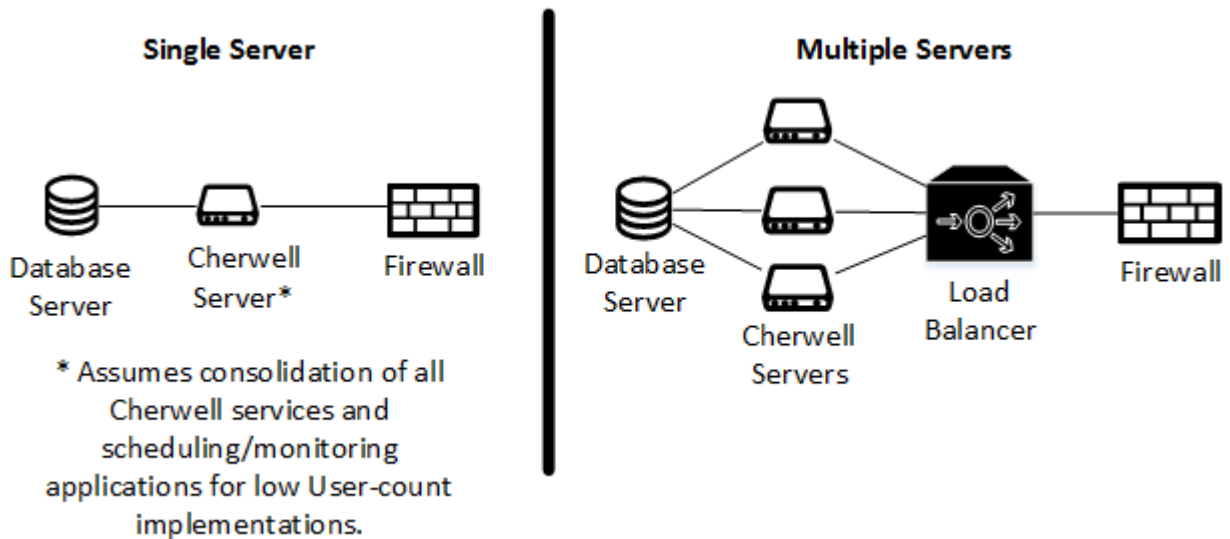 Single Server
Database
Server
Cherwell
Server*
Firewall
* Assumes consolidation of all
Cherwell services and
scheduling/monitoring
applications for low User-count
implementations.
Multiple Servers
Database
Server
Cherwell
Servers
Load
Balancer
Firewall